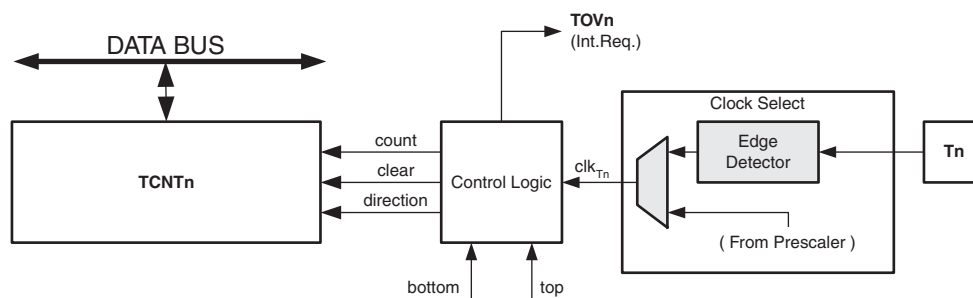 TOVn
(Int.Req.)
DATA BUS
Clock Select
count
Edge
Detector
Tn
TCNTn
clear
Control Logic
clkTn
direction
( From Prescaler )
bottom
top